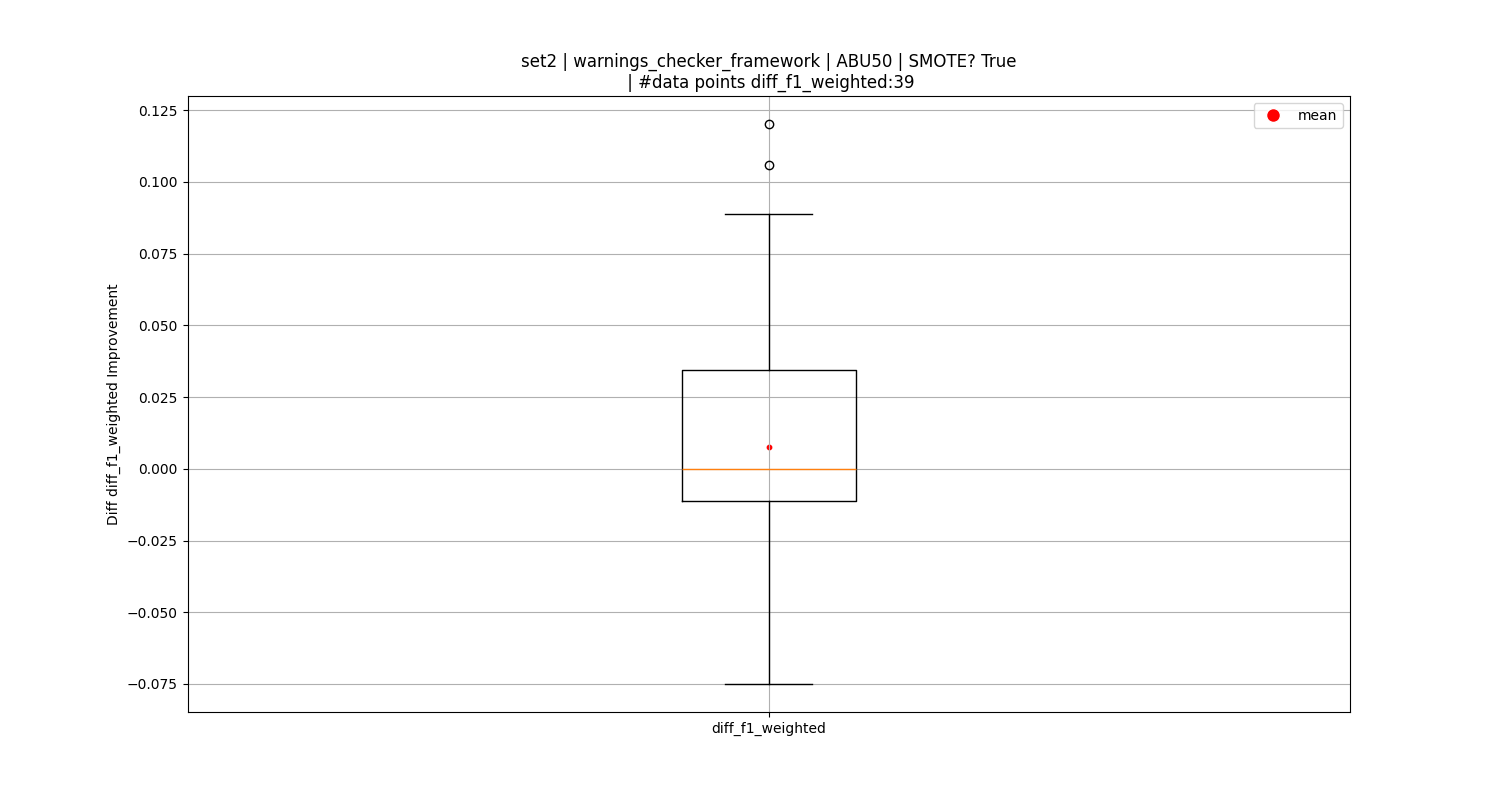 set2 | warnings_checker_framework | ABU50 | SMOTE? True
| #data points diff_f1_weighted:39
mean
0.125
0.100
0.075
0.050
0.025
0.000
−0.025
−0.050
−0.075
Diff diff_f1_weighted Improvement
diff_f1_weighted